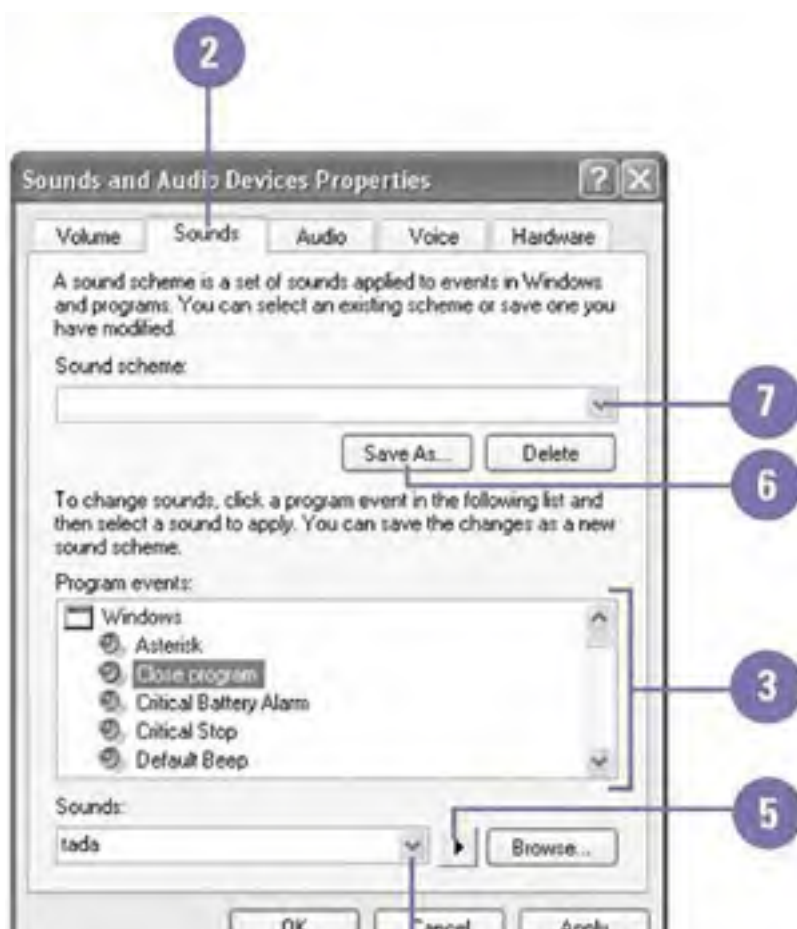 2
Sounds and Audio Devices Properties
Volume Sounds Audio Voice Hardware
A sound scheme is a set of sounds applied to events in Windows
and programs. You can select an existing scheme or save one you
have modified.
Sound scheme:
7
Save As... Delete
6
To change sounds, click a program event in the following list and
then select a sound to apply. You can save the changes as a new
sound scheme.
Program events:
Windows
Asterisk
Close program
3
Critical Battery Alarm
Critical Stop
Default Beep
Sounds:
5
tada Browse...
OK Cancel Apply